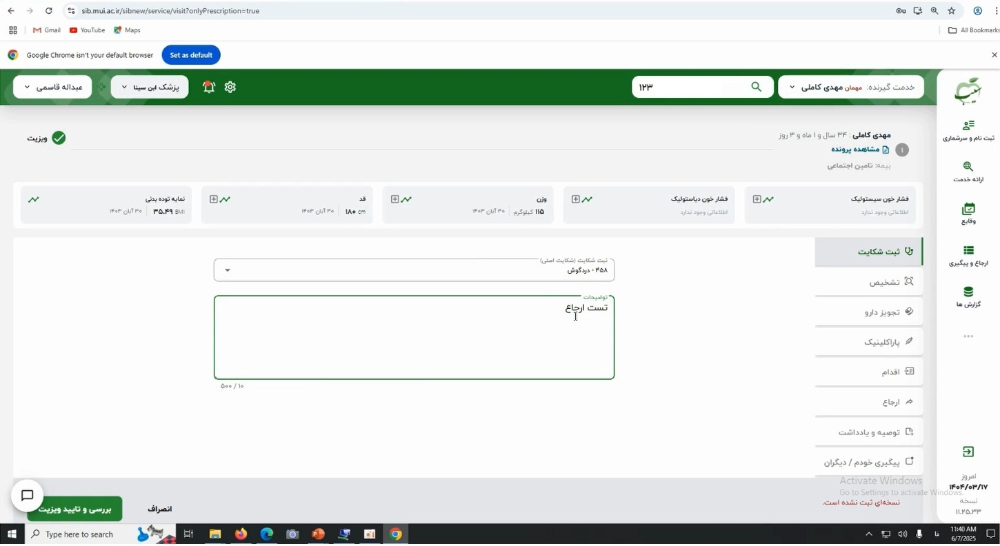 sib.mui.ac.ir/sibnew/service/visit?onlyPrescription=true
Gmail YouTube Maps All Bookmarks
Google Chrome isn't your default browser Set as default
خدمت گیرنده: مهمان مهدی کاملی
۱۲۳
پزشک ابن سینا
عبداله قاسمی
مهدی کاملی : ۳۴ سال و ۱ ماه و ۳ روز
۱
مشاهده پرونده
بیمه: تامین اجتماعی
ویزیت
فشار خون سیستولیک
اطلاعاتی وجود ندارد
فشار خون دیاستولیک
اطلاعاتی وجود ندارد
وزن
۱۱۵ کیلوگرم
۳۰ آبان ۱۴۰۳
قد
۱۸۰ cm
۳۰ آبان ۱۴۰۳
نمایه توده بدنی
۳۵.۴۹ BMI
۳۰ آبان ۱۴۰۳
ثبت نام و سرشماری
ارائه خدمت
وقایع
ارجاع و پیگیری
گزارش ها
ثبت شکایت
تشخیص
تجویز دارو
پاراکلینیک
اقدام
ارجاع
توصیه و یادداشت
پیگیری خودم / دیگران
ثبت شکایت (شکایت اصلی)
۴۵۸ - دردگوش
توضیحات
تست ارجاع
۱۰ / ۵۰۰
Activate Windows
Go to Settings to activate Windows.
نسخه‌ای ثبت نشده است.
انصراف
بررسی و تایید ویزیت
امروز
۱۴۰۴/۰۳/۱۷
نسخه
۱۱.۲۵.۳۳
Type here to search
فا
11:40 AM
6/7/2025